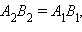 A₂B₂ = A₁B₁,